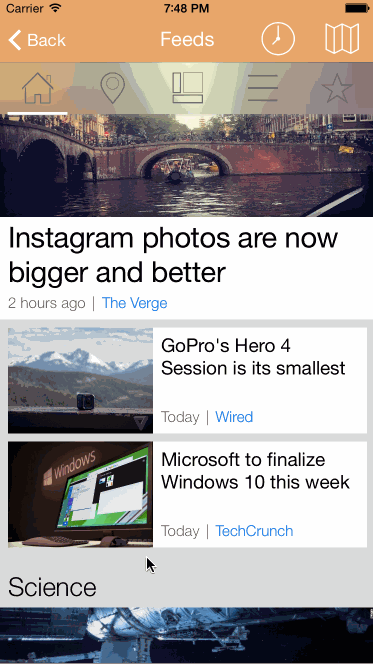 Carrier 7:48 PM
Back Feeds
Instagram photos are now
bigger and better
2 hours ago | The Verge
GoPro's Hero 4
Session is its smallest
Today | Wired
Windows
Microsoft to finalize
Windows 10 this week
Today | TechCrunch
Science